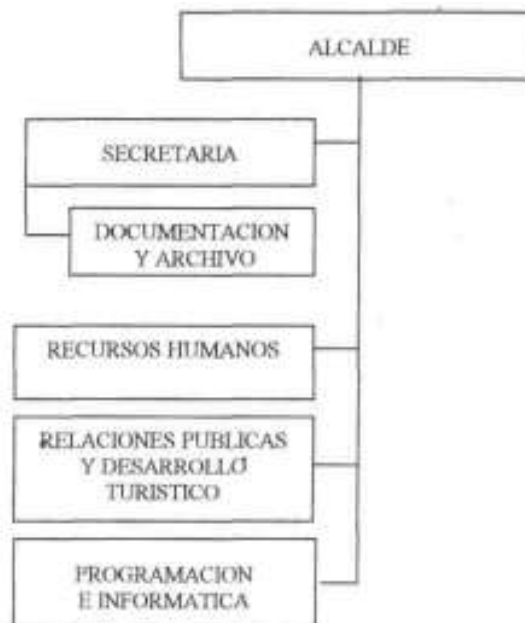 ALCALDE
SECRETARIA
DOCUMENTACION
Y ARCHIVO
RECURSOS HUMANOS
RELACIONES PUBLICAS
Y DESARROLLO
TURISTICO
PROGRAMACION
E INFORMATICA